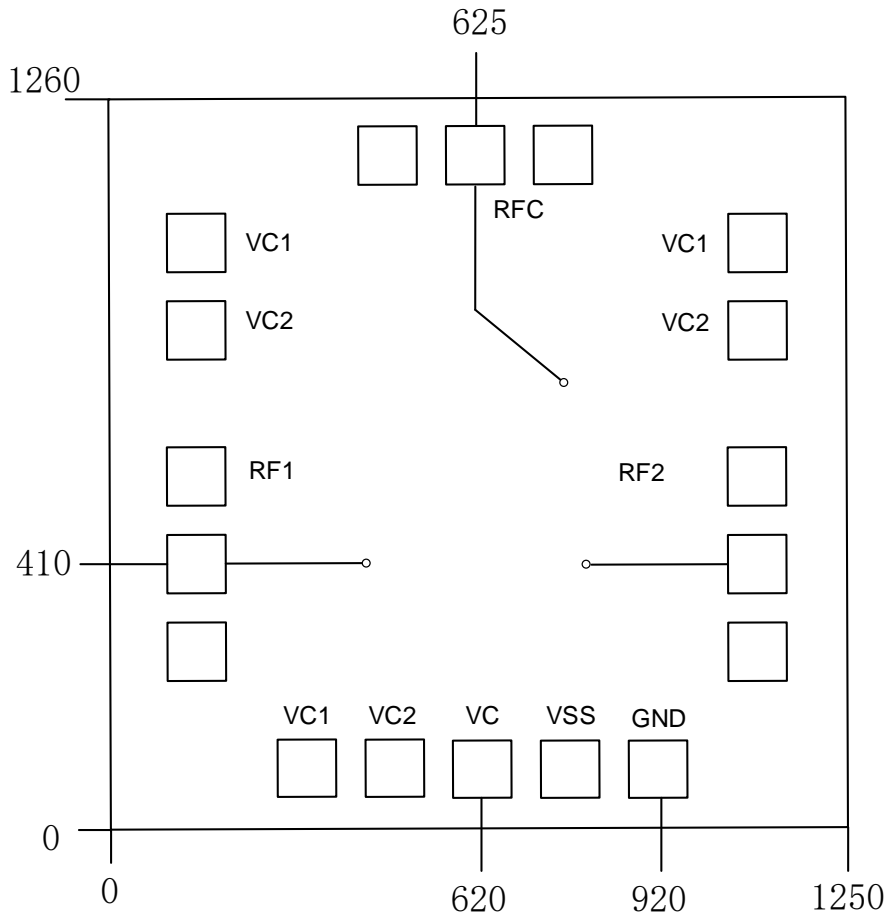 625
1260
RFC
VC1 VC1
VC2 VC2
RF1 RF2
410
VC1 VC2 VC VSS GND
0
0 620 920 1250